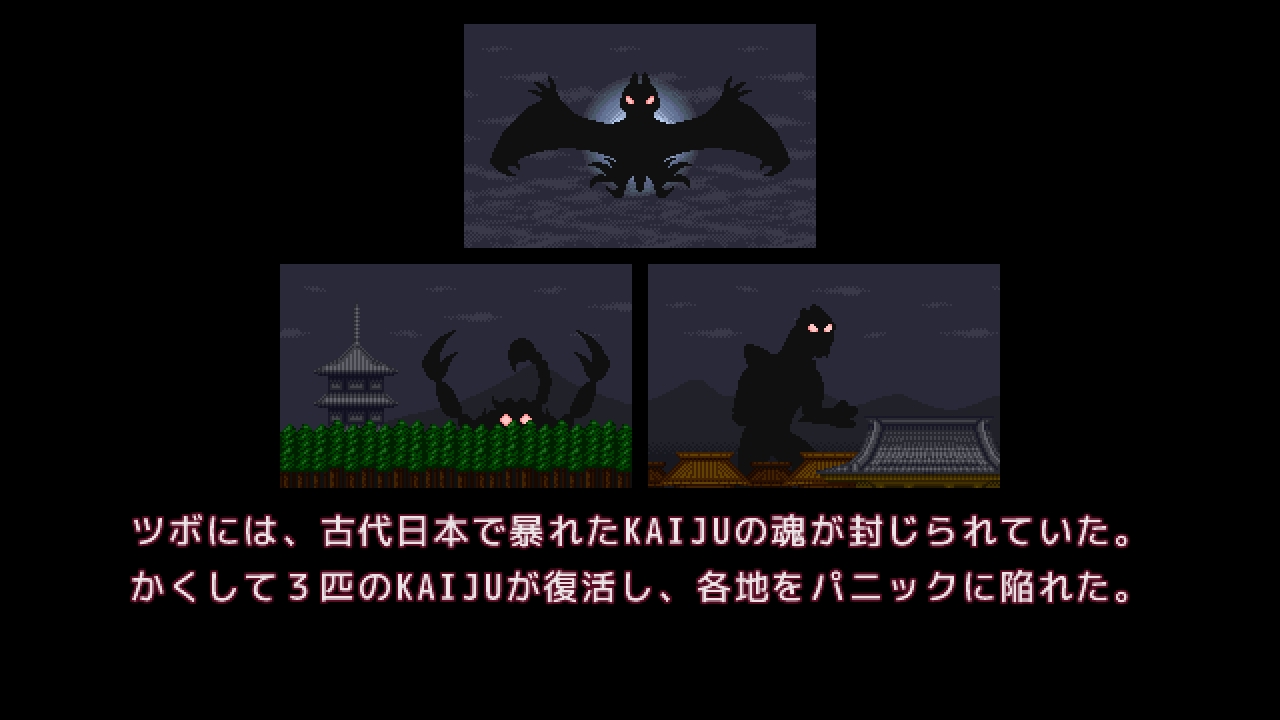 ツボには、古代日本で暴れたKAIJUの魂が封じられていた。
かくして３匹のKAIJUが復活し、各地をパニックに陥れた。